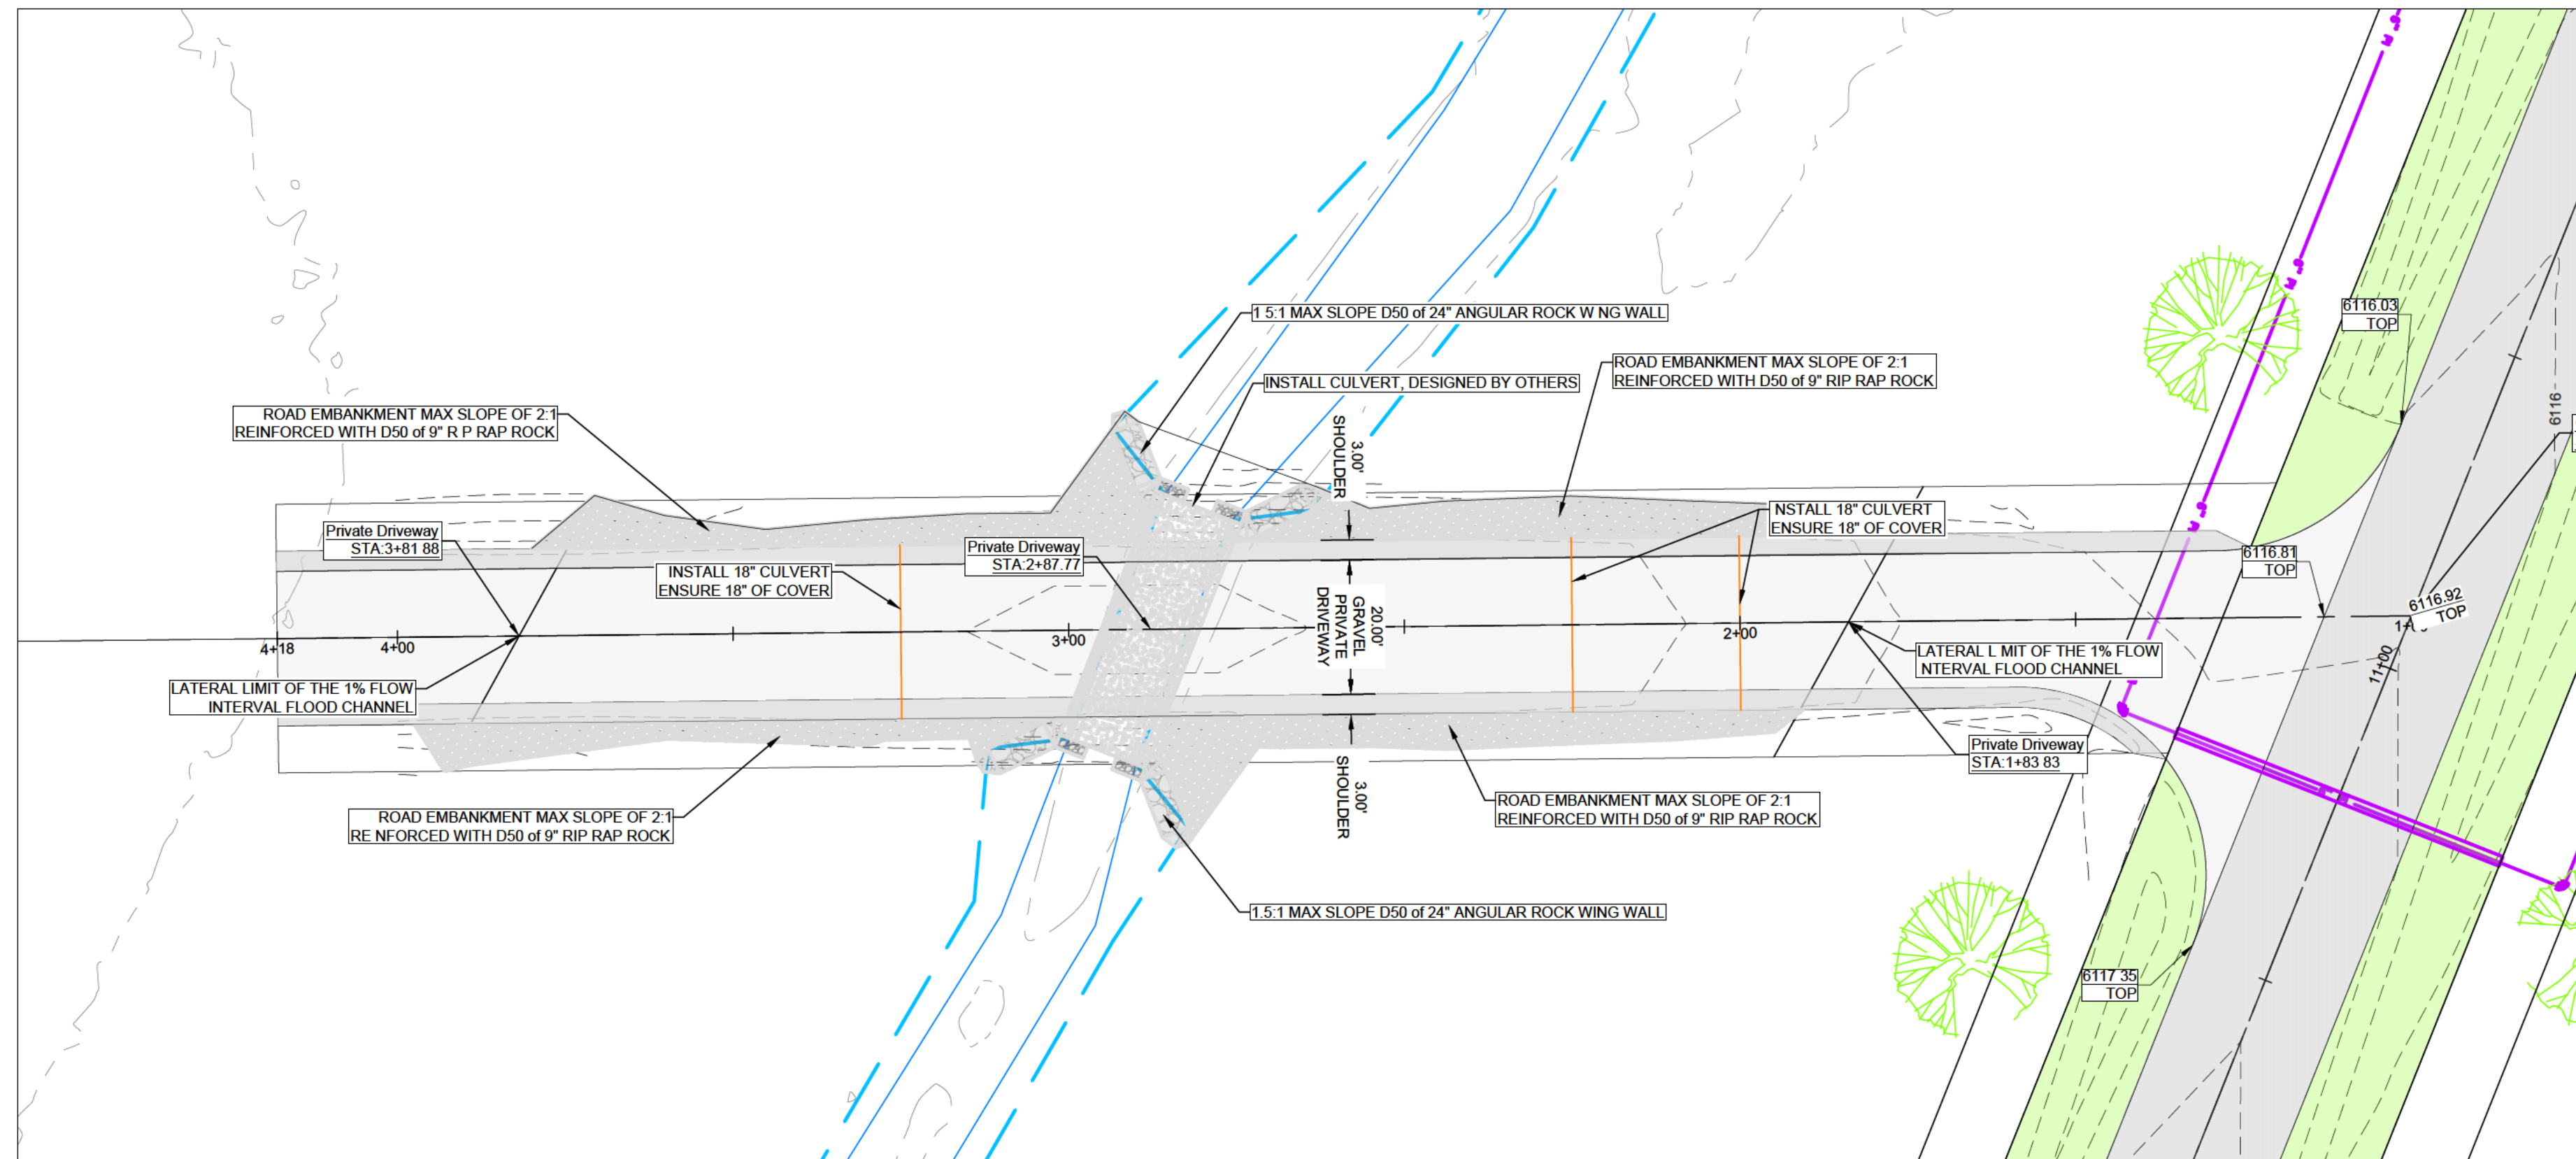 1 5:1 MAX SLOPE D50 of 24" ANGULAR ROCK W NG WALL
6116.03
TOP
INSTALL CULVERT, DESIGNED BY OTHERS
ROAD EMBANKMENT MAX SLOPE OF 2:1
REINFORCED WITH D50 of 9" RIP RAP ROCK
6116
ROAD EMBANKMENT MAX SLOPE OF 2:1
REINFORCED WITH D50 of 9" R P RAP ROCK
3.00'
SHOULDER
Private Driveway
STA:3+81 88
NSTALL 18" CULVERT
ENSURE 18" OF COVER
Private Driveway
STA:2+87.77
INSTALL 18" CULVERT
ENSURE 18" OF COVER
6116.81
TOP
20.00'
GRAVEL
PRIVATE
DRIVEWAY
6116.92
TOP
4+18
4+00
3+00
2+00
11+00
LATERAL LIMIT OF THE 1% FLOW
INTERVAL FLOOD CHANNEL
LATERAL L MIT OF THE 1% FLOW
NTERVAL FLOOD CHANNEL
Private Driveway
STA:1+83 83
3.00'
SHOULDER
ROAD EMBANKMENT MAX SLOPE OF 2:1
RE NFORCED WITH D50 of 9" RIP RAP ROCK
ROAD EMBANKMENT MAX SLOPE OF 2:1
REINFORCED WITH D50 of 9" RIP RAP ROCK
1.5:1 MAX SLOPE D50 of 24" ANGULAR ROCK WING WALL
6117 35
TOP